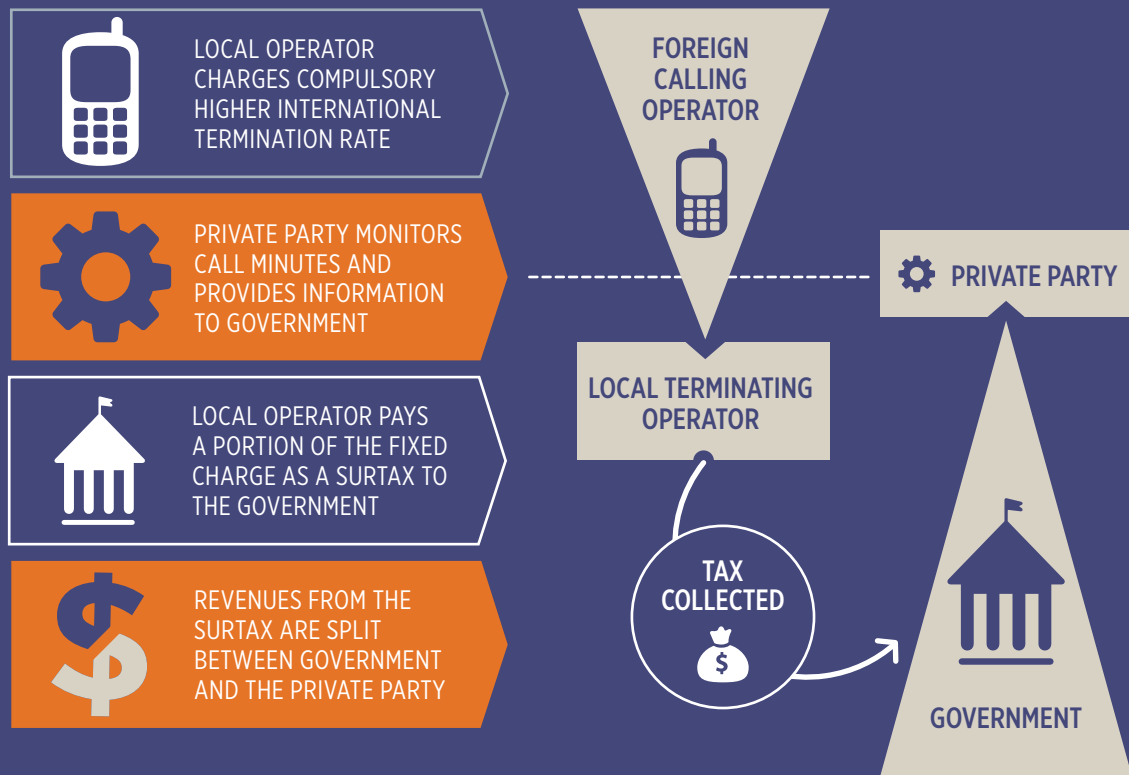 LOCAL OPERATOR
CHARGES COMPULSORY
HIGHER INTERNATIONAL
TERMINATION RATE
PRIVATE PARTY MONITORS
CALL MINUTES AND
PROVIDES INFORMATION
TO GOVERNMENT
LOCAL OPERATOR PAYS
A PORTION OF THE FIXED
CHARGE AS A SURTAX TO
THE GOVERNMENT
REVENUES FROM THE
SURTAX ARE SPLIT
BETWEEN GOVERNMENT
AND THE PRIVATE PARTY
FOREIGN
CALLING
OPERATOR
PRIVATE PARTY
LOCAL TERMINATING
OPERATOR
TAX
COLLECTED
$
GOVERNMENT